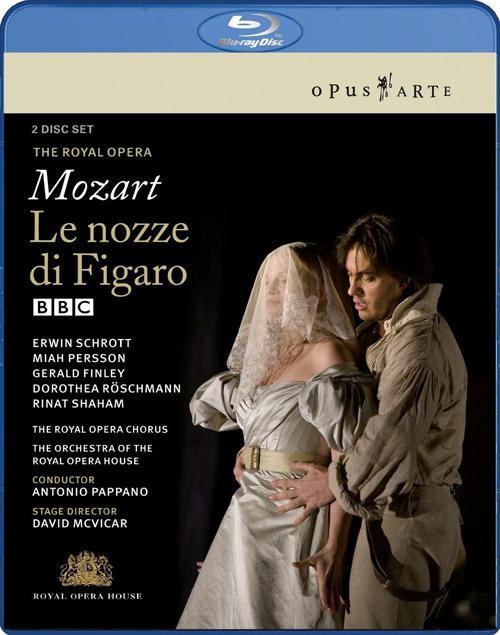 Blu-ray Disc
OPUS ARTE
2 DISC SET
THE ROYAL OPERA
Mozart
Le nozze
di Figaro
BBC
ERWIN SCHROTT
MIAH PERSSON
GERALD FINLEY
DOROTHEA RÖSCHMANN
RINAT SHAHAM
THE ROYAL OPERA CHORUS
THE ORCHESTRA OF THE
ROYAL OPERA HOUSE
CONDUCTOR
ANTONIO PAPPANO
STAGE DIRECTOR
DAVID MCVICAR
ROYAL OPERA HOUSE